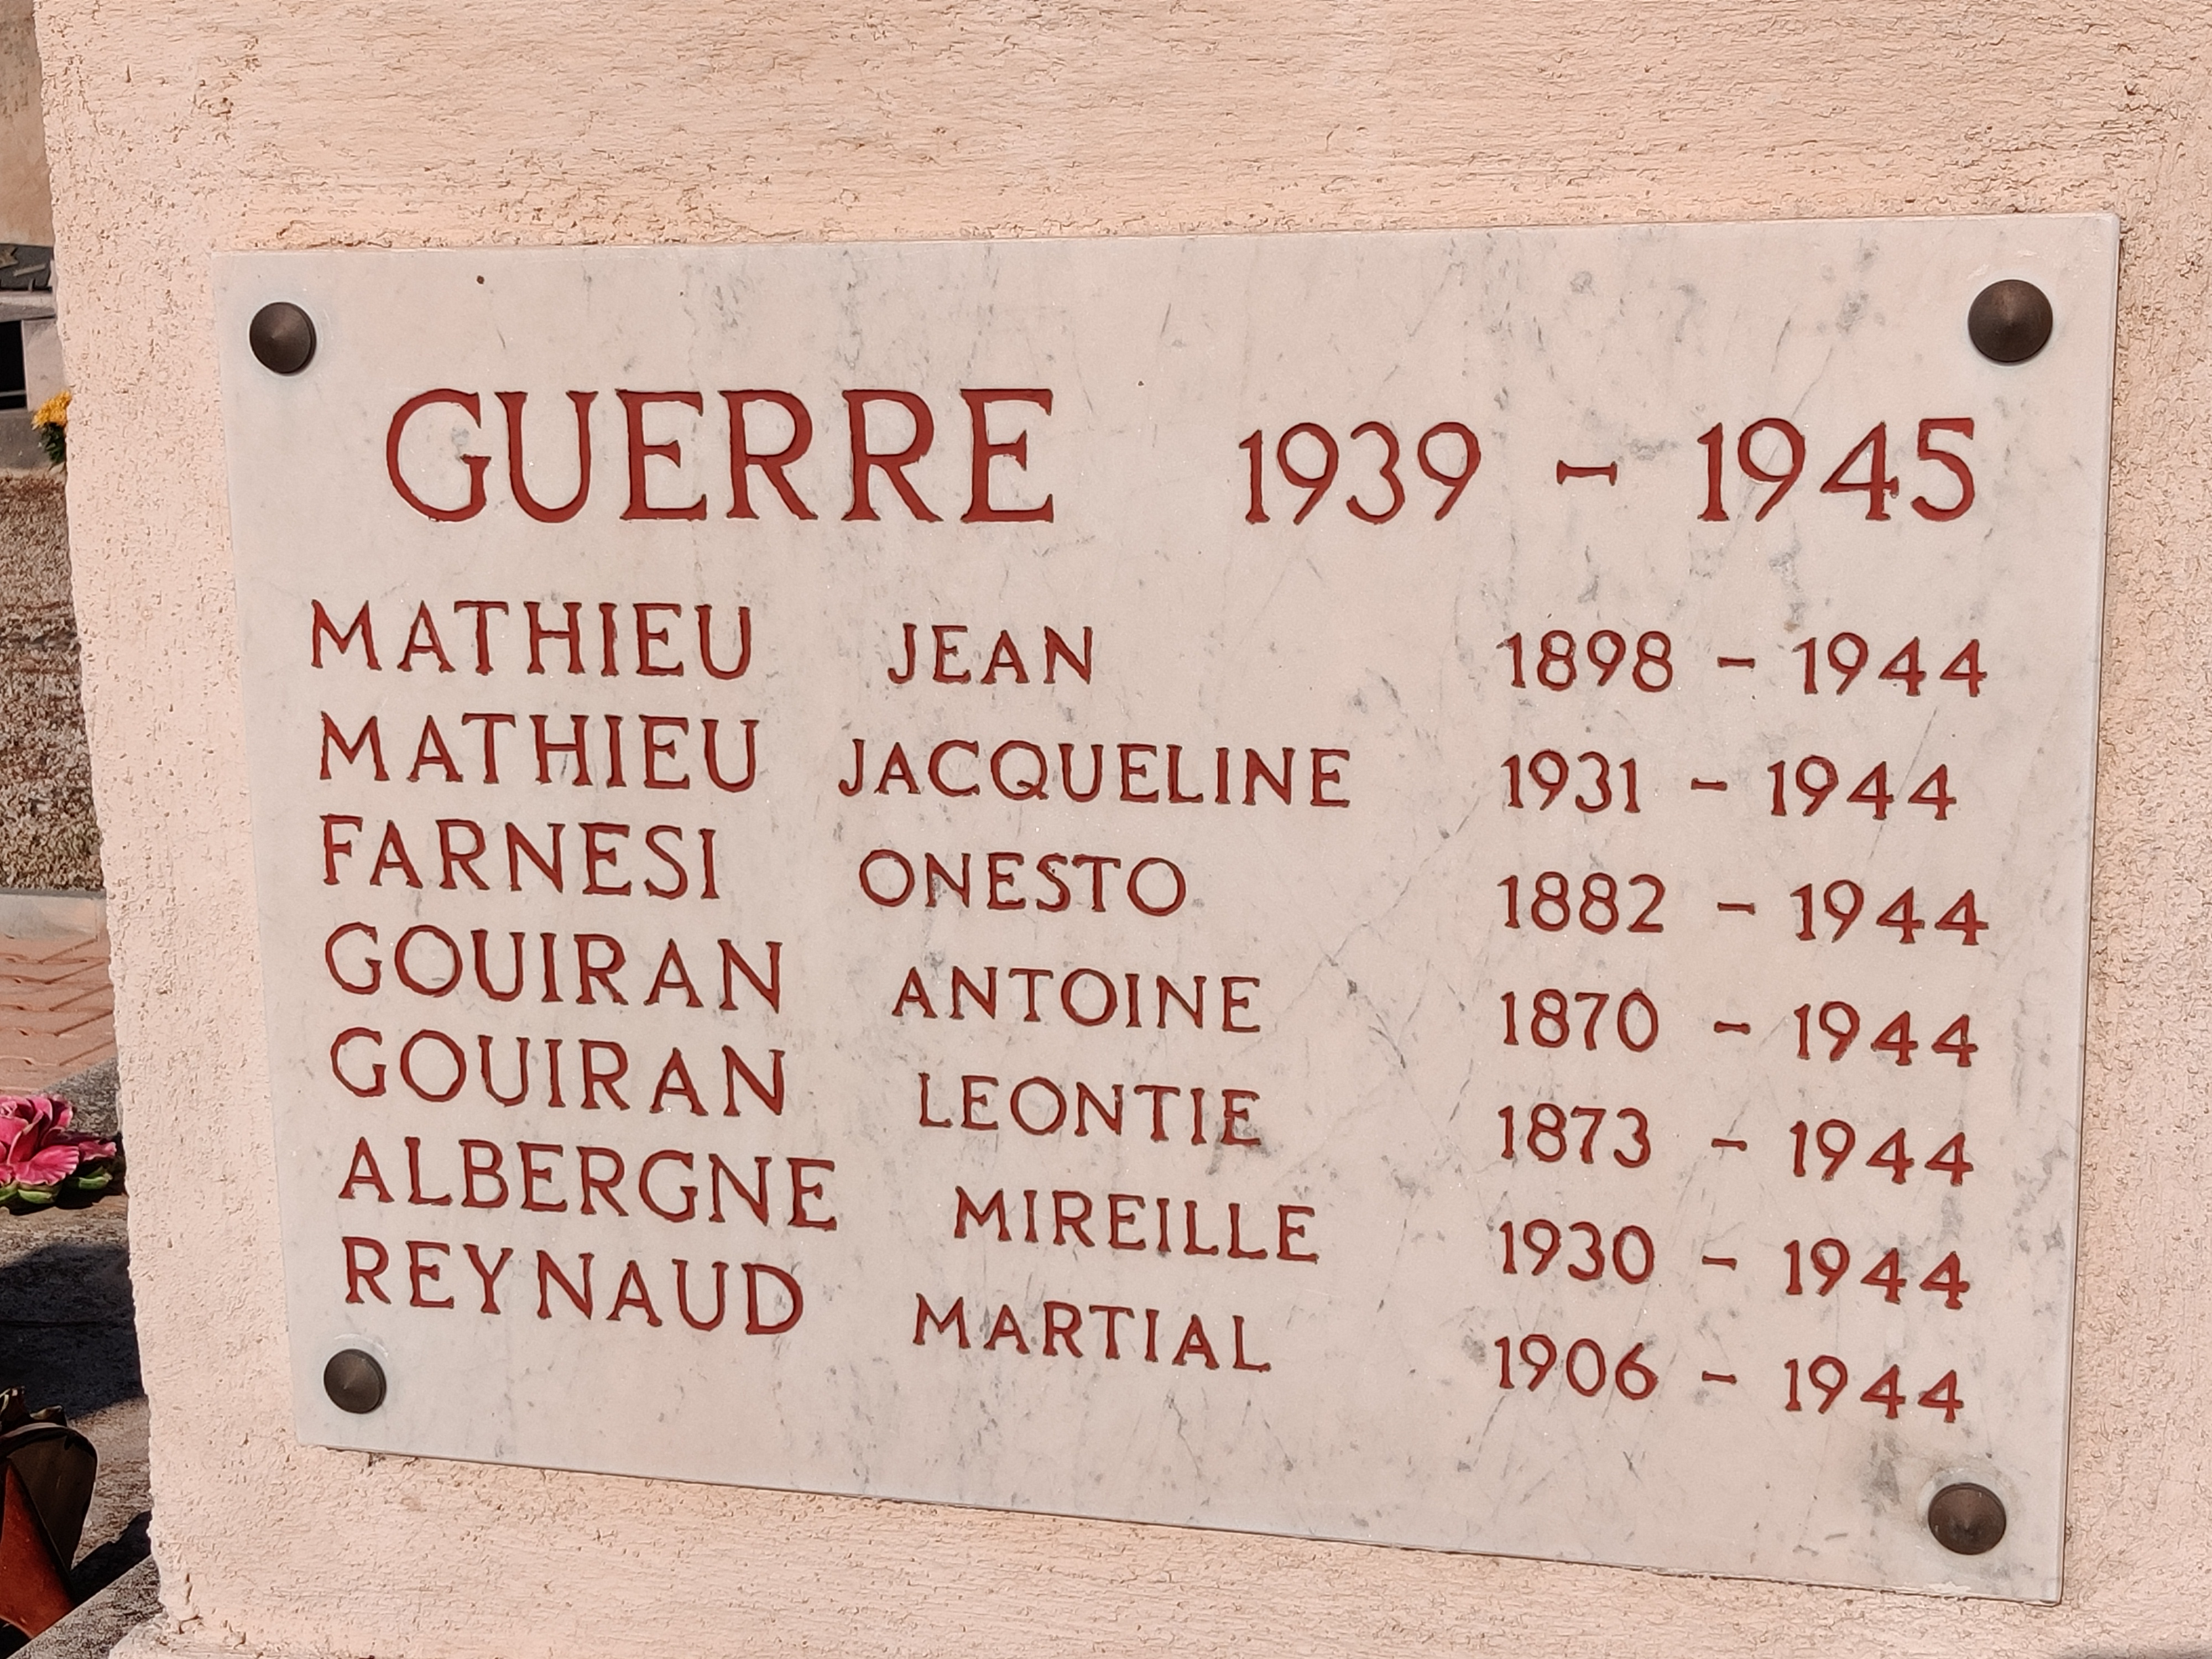 GUERRE 1939 - 1945
MATHIEU JEAN 1898 - 1944
MATHIEU JACQUELINE 1931 - 1944
FARNESI ONESTO 1882 - 1944
GOUIRAN ANTOINE 1870 - 1944
GOUIRAN LEONTIE 1873 - 1944
ALBERGNE MIREILLE 1930 - 1944
REYNAUD MARTIAL 1906 - 1944